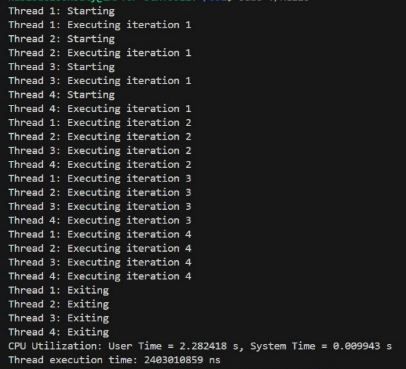 Thread 1: Starting
Thread 1: Executing iteration 1
Thread 2: Starting
Thread 2: Executing iteration 1
Thread 3: Starting
Thread 3: Executing iteration 1
Thread 4: Starting
Thread 4: Executing iteration 1
Thread 1: Executing iteration 2
Thread 2: Executing iteration 2
Thread 3: Executing iteration 2
Thread 4: Executing iteration 2
Thread 1: Executing iteration 3
Thread 2: Executing iteration 3
Thread 3: Executing iteration 3
Thread 4: Executing iteration 3
Thread 1: Executing iteration 4
Thread 2: Executing iteration 4
Thread 3: Executing iteration 4
Thread 4: Executing iteration 4
Thread 1: Exiting
Thread 2: Exiting
Thread 3: Exiting
Thread 4: Exiting
CPU Utilization: User Time = 2.282418 s, System Time = 0.009943 s
Thread execution time: 2403010859 ns